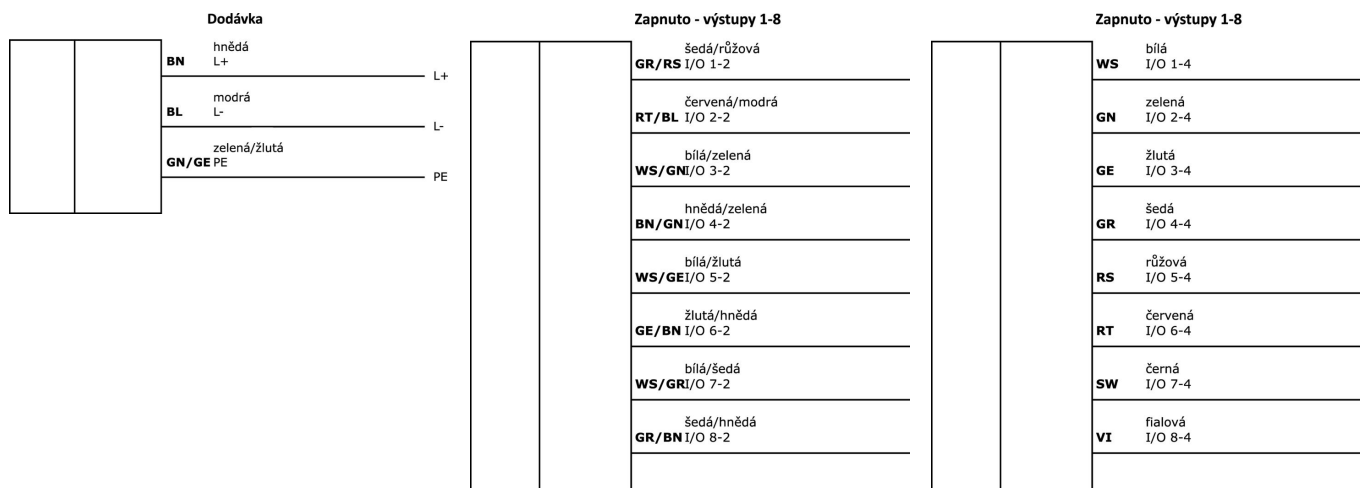 Dodávka
hnědá
BN L+
L+
modrá
BL L-
L-
zelená/žlutá
GN/GE PE
PE
Zapnuto - výstupy 1-8
šedá/růžová
GR/RS I/O 1-2
červená/modrá
RT/BL I/O 2-2
bílá/zelená
WS/GN I/O 3-2
hnědá/zelená
BN/GN I/O 4-2
bílá/žlutá
WS/GE I/O 5-2
žlutá/hnědá
GE/BN I/O 6-2
bílá/šedá
WS/GR I/O 7-2
šedá/hnědá
GR/BN I/O 8-2
Zapnuto - výstupy 1-8
bílá
WS I/O 1-4
zelená
GN I/O 2-4
žlutá
GE I/O 3-4
šedá
GR I/O 4-4
růžová
RS I/O 5-4
červená
RT I/O 6-4
černá
SW I/O 7-4
fialová
VI I/O 8-4